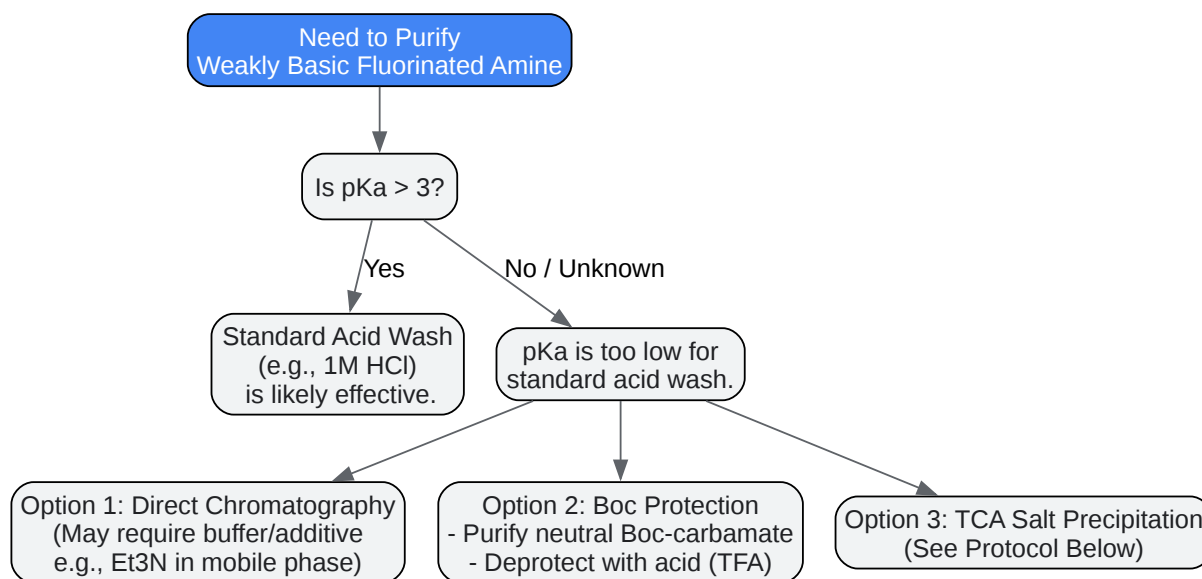 Need to Purify
Weakly Basic Fluorinated Amine
Is pKa > 3?
Yes
No / Unknown
Standard Acid Wash
(e.g., 1M HCl)
is likely effective.
pKa is too low for
standard acid wash.
Option 1: Direct Chromatography
(May require buffer/additive
e.g., Et3N in mobile phase)
Option 2: Boc Protection
- Purify neutral Boc-carbamate
- Deprotect with acid (TFA)
Option 3: TCA Salt Precipitation
(See Protocol Below)